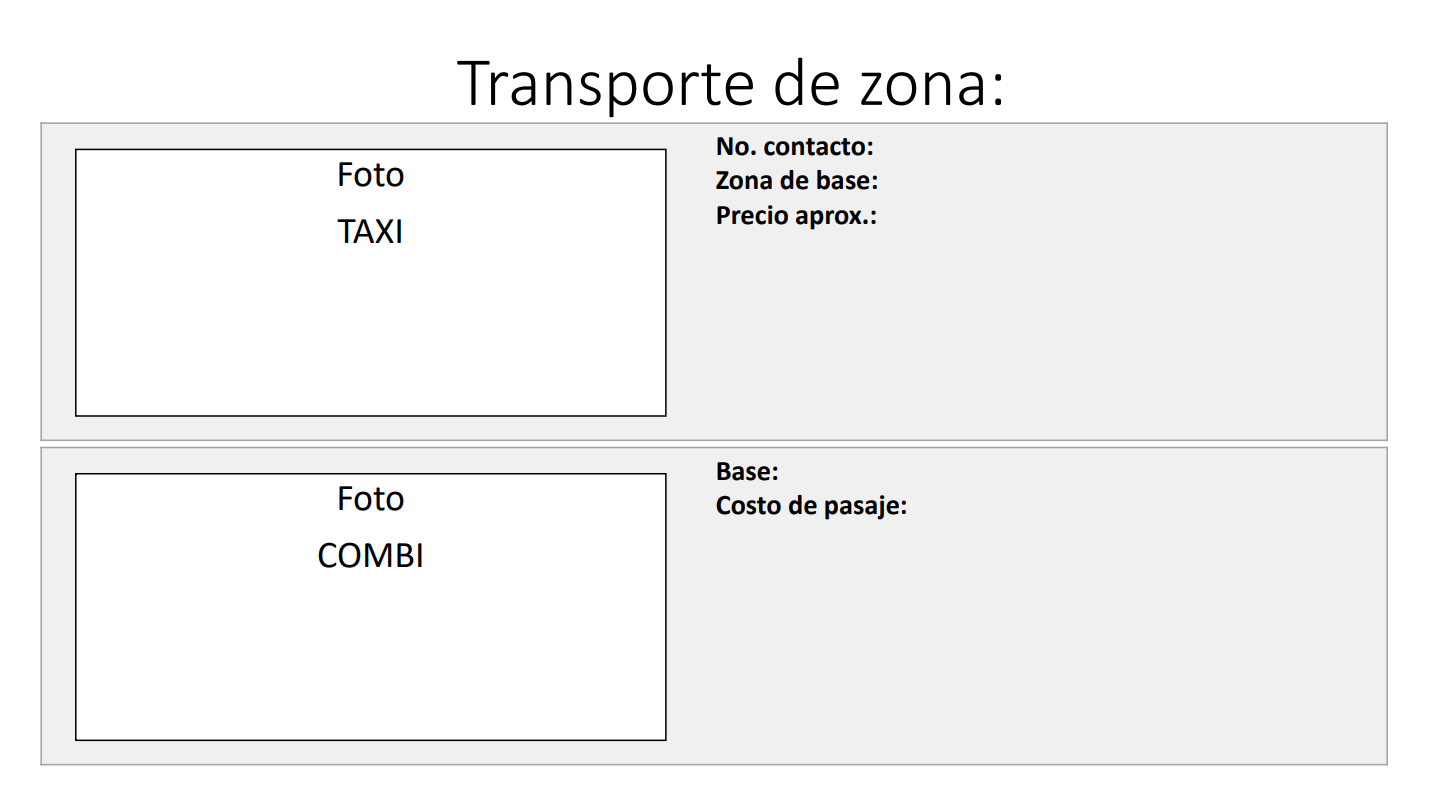 Transporte de zona:
Foto
TAXI
No. contacto:
Zona de base:
Precio aprox.:
Foto
COMBI
Base:
Costo de pasaje: